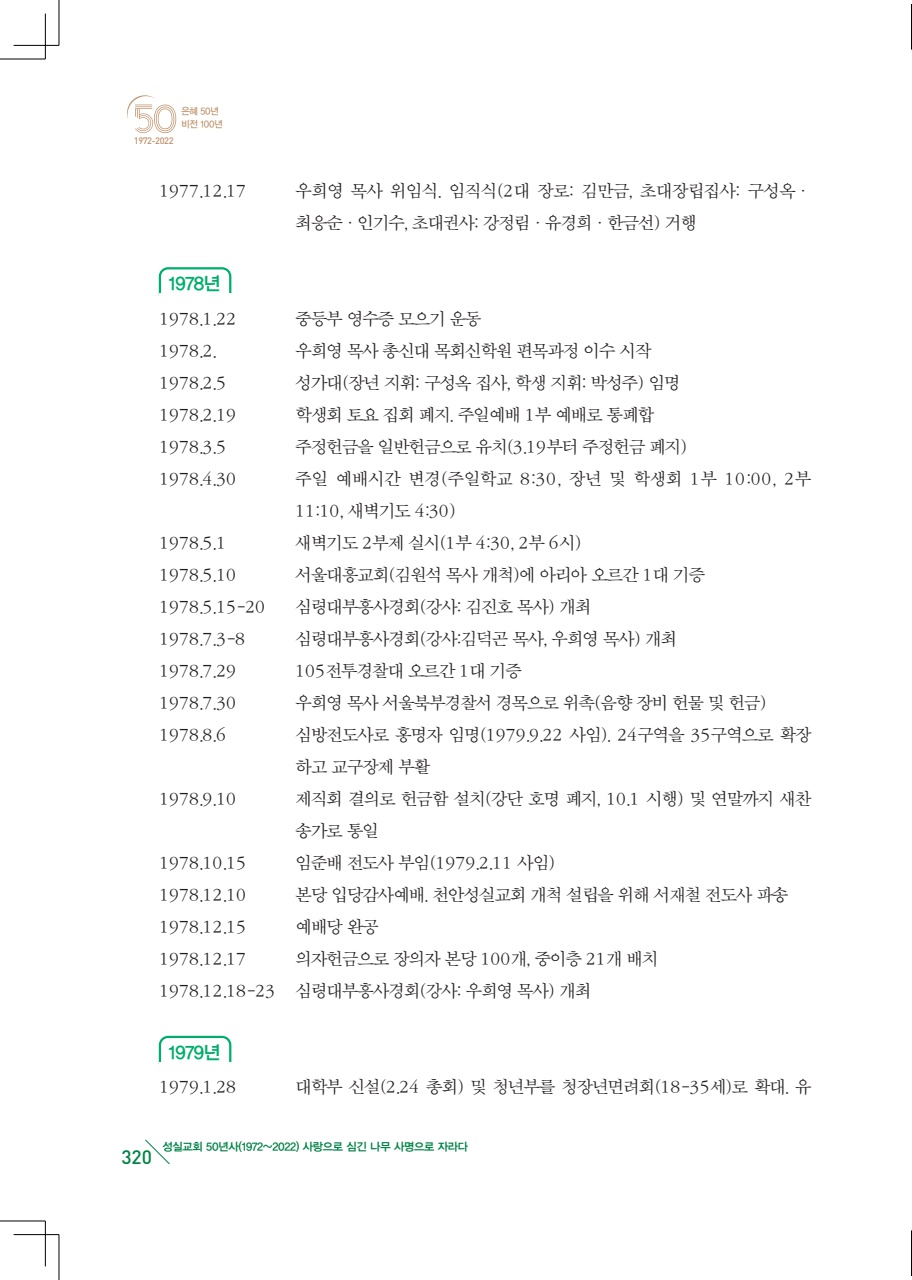 50 은혜 50년
비전 100년
1972-2022
1977.12.17 우희영 목사 위임식. 임직식(2대 장로: 김만금, 초대장립집사: 구성옥 ·
최응순 · 인기수, 초대권사: 강정림 · 유경희 · 한금선) 거행
1978년
1978.1.22 중등부 영수증 모으기 운동
1978.2. 우희영 목사 총신대 목회신학원 편목과정 이수 시작
1978.2.5 성가대(장년 지휘: 구성옥 집사, 학생 지휘: 박성주) 임명
1978.2.19 학생회 토요 집회 폐지. 주일예배 1부 예배로 통폐합
1978.3.5 주정헌금을 일반헌금으로 유치(3.19부터 주정헌금 폐지)
1978.4.30 주일 예배시간 변경(주일학교 8:30, 장년 및 학생회 1부 10:00, 2부
11:10, 새벽기도 4:30)
1978.5.1 새벽기도 2부제 실시(1부 4:30, 2부 6시)
1978.5.10 서울대흥교회(김원석 목사 개척)에 아리아 오르간 1대 기증
1978.5.15-20 심령대부흥사경회(강사: 김진호 목사) 개최
1978.7.3-8 심령대부흥사경회(강사:김덕곤 목사, 우희영 목사) 개최
1978.7.29 105전투경찰대 오르간 1대 기증
1978.7.30 우희영 목사 서울북부경찰서 경목으로 위촉(음향 장비 헌물 및 헌금)
1978.8.6 심방전도사로 홍명자 임명(1979.9.22 사임). 24구역을 35구역으로 확장
하고 교구장제 부활
1978.9.10 제직회 결의로 헌금함 설치(강단 호명 폐지, 10.1 시행) 및 연말까지 새찬
송가로 통일
1978.10.15 임준배 전도사 부임(1979.2.11 사임)
1978.12.10 본당 입당감사예배. 천안성실교회 개척 설립을 위해 서재철 전도사 파송
1978.12.15 예배당 완공
1978.12.17 의자헌금으로 장의자 본당 100개, 중이층 21개 배치
1978.12.18-23 심령대부흥사경회(강사: 우희영 목사) 개최
1979년
1979.1.28 대학부 신설(2.24 총회) 및 청년부를 청장년면려회(18-35세)로 확대. 유
320 성실교회 50년사(1972~2022) 사랑으로 심긴 나무 사명으로 자라다